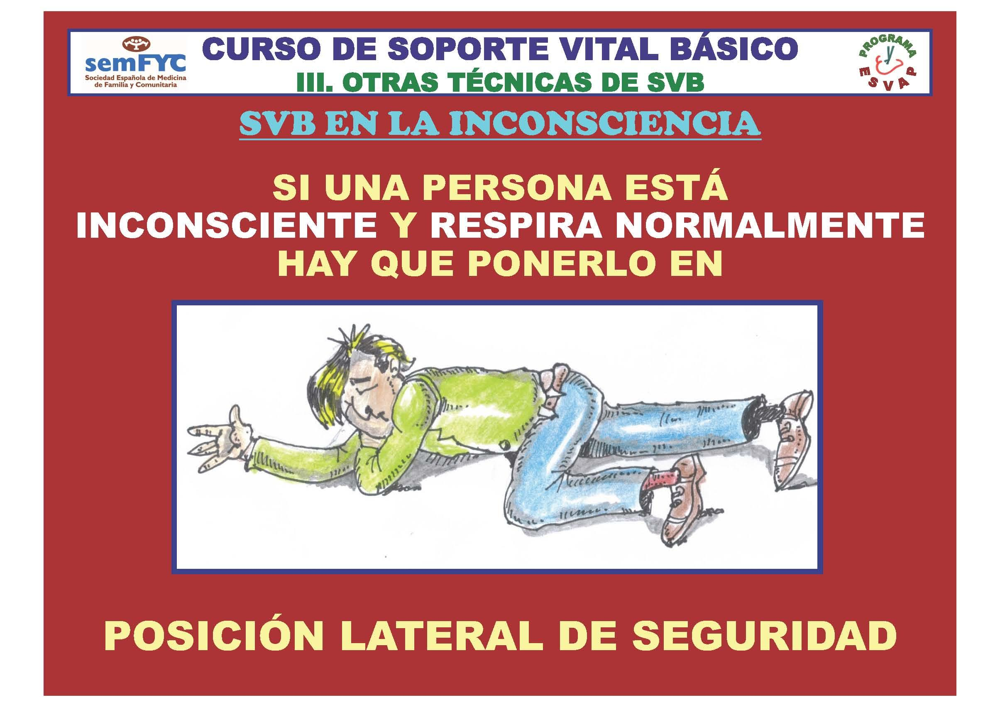 semFYC
Sociedad Española de Medicina
de Familia y Comunitaria
CURSO DE SOPORTE VITAL BÁSICO
III. OTRAS TÉCNICAS DE SVB
PROGRAMA
ESVAP
SVB EN LA INCONSCIENCIA
SI UNA PERSONA ESTÁ
INCONSCIENTE Y RESPIRA NORMALMENTE
HAY QUE PONERLO EN
POSICIÓN LATERAL DE SEGURIDAD